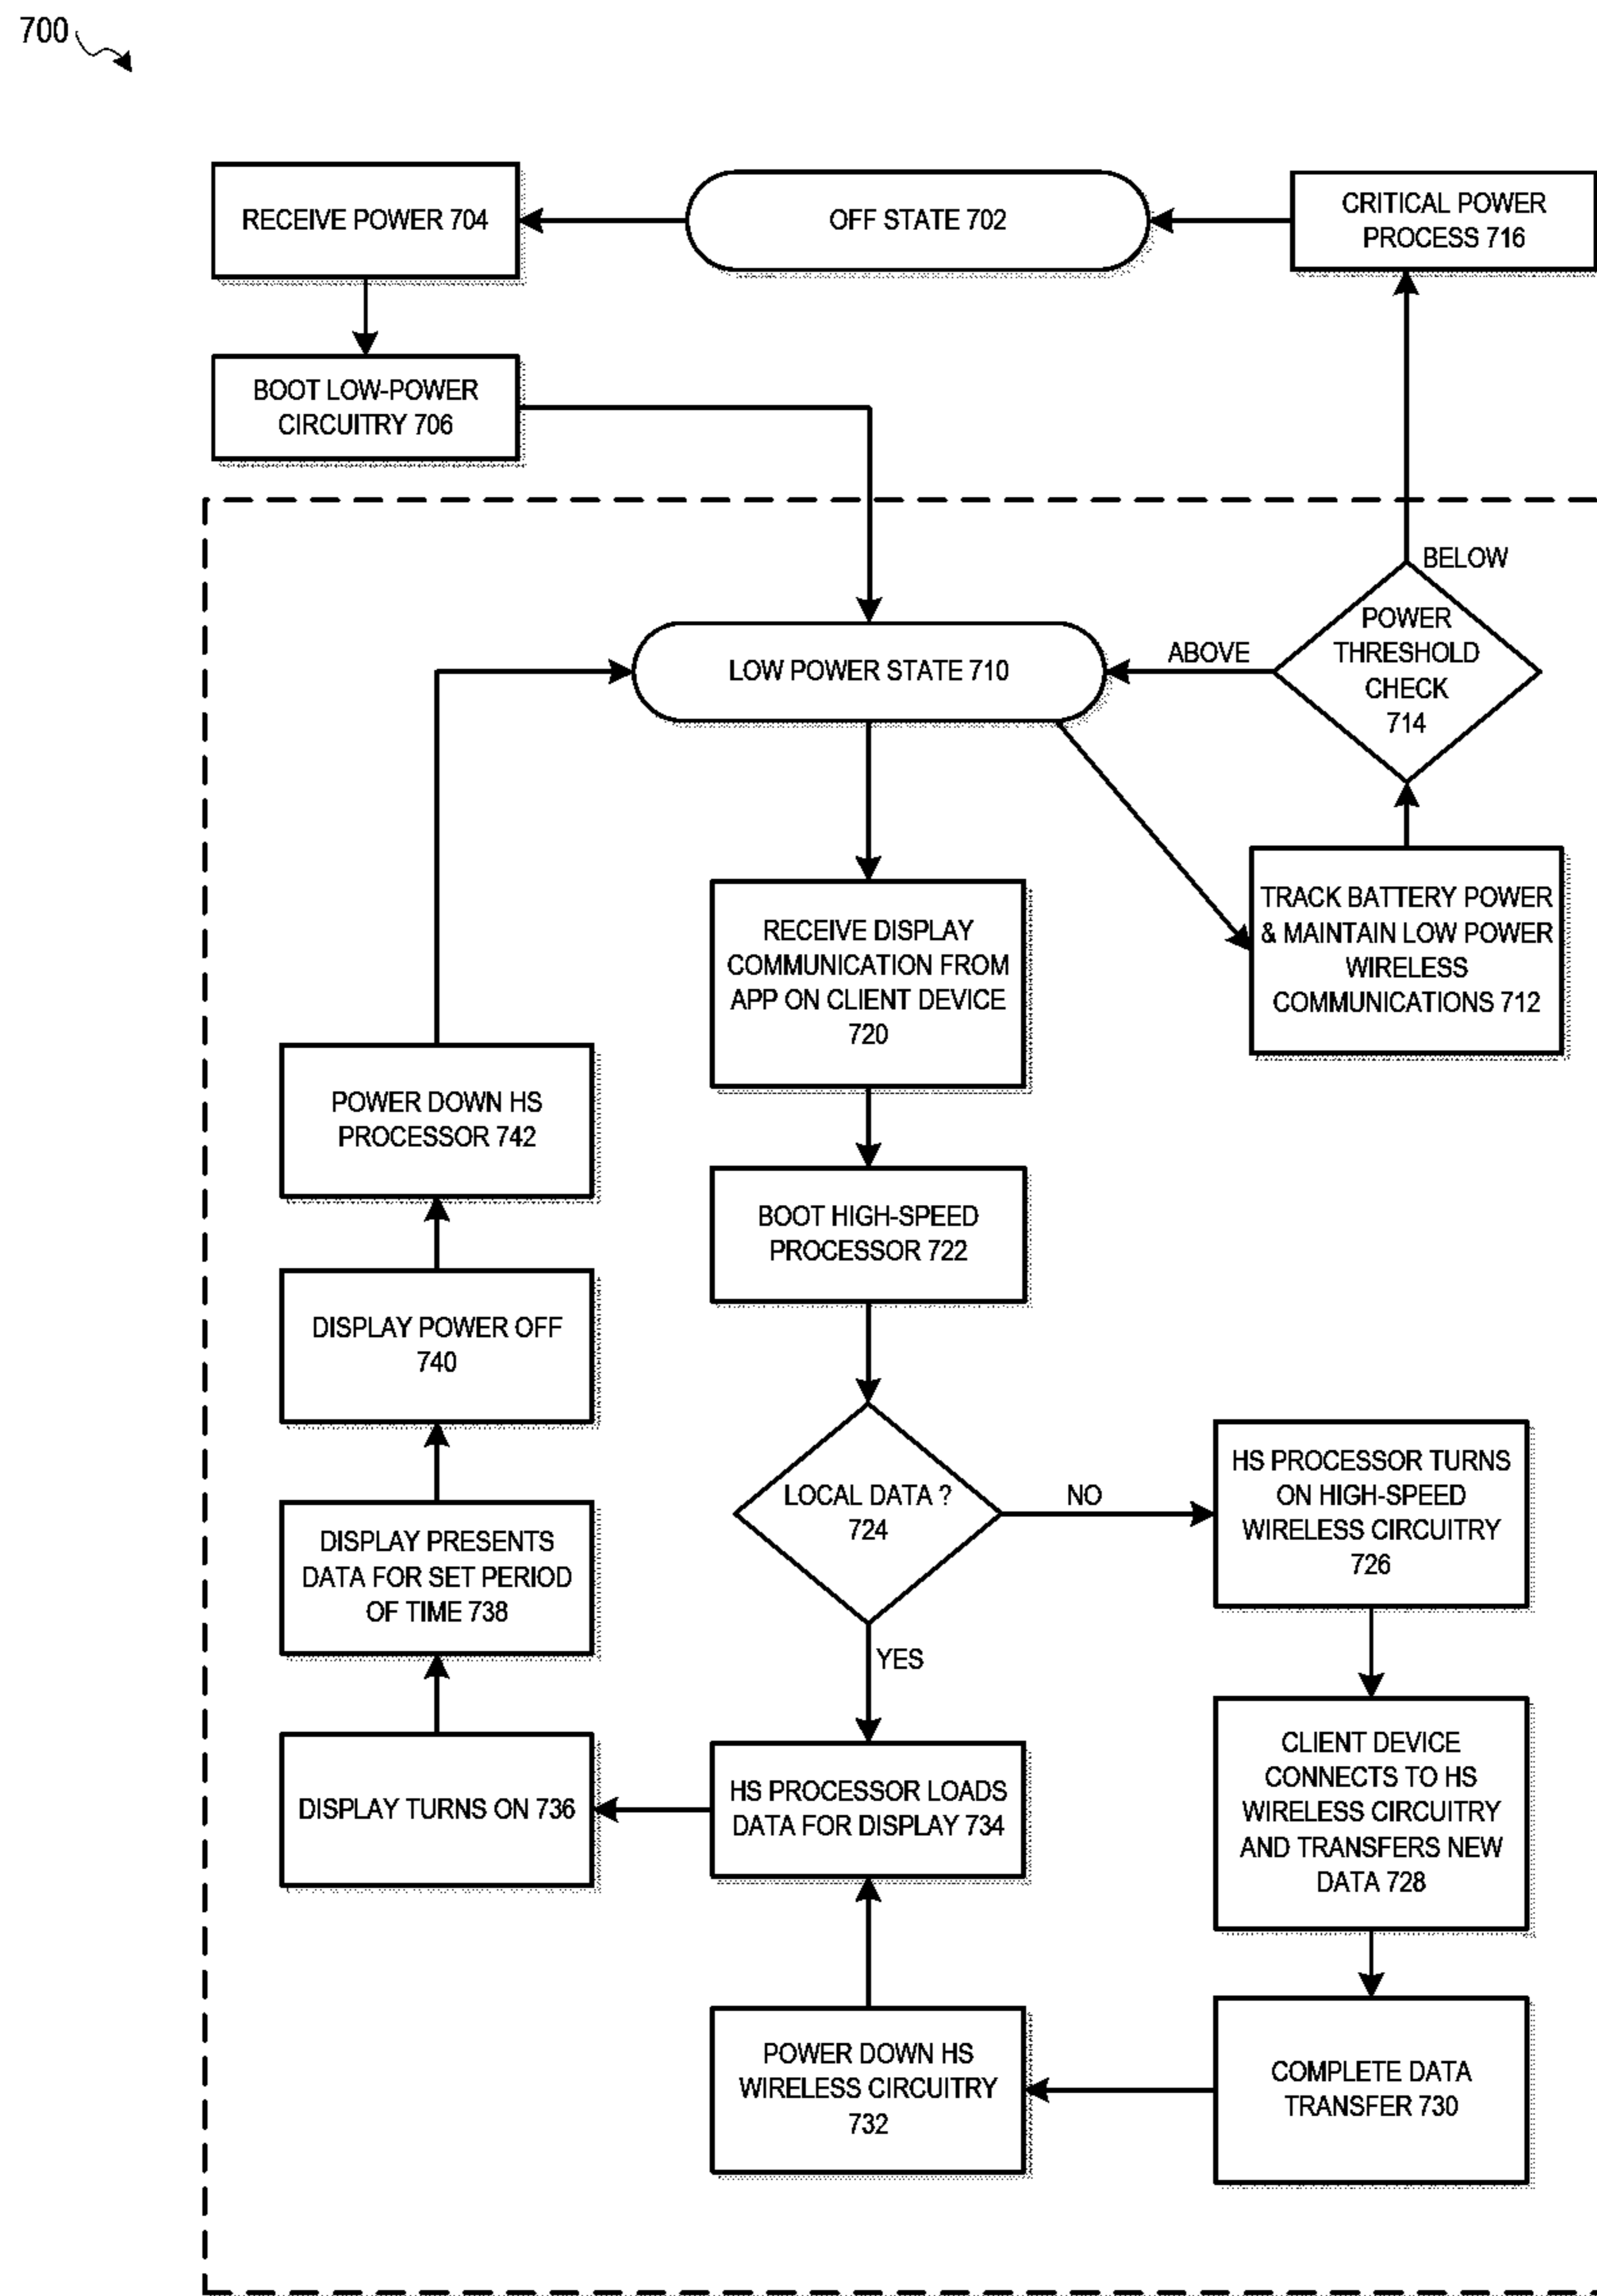 700
RECEIVE POWER 704
OFF STATE 702
CRITICAL POWER
PROCESS 716
BOOT LOW-POWER
CIRCUITRY 706
BELOW
POWER
THRESHOLD
CHECK
714
ABOVE
LOW POWER STATE 710
TRACK BATTERY POWER
& MAINTAIN LOW POWER
WIRELESS
COMMUNICATIONS 712
RECEIVE DISPLAY
COMMUNICATION FROM
APP ON CLIENT DEVICE
720
POWER DOWN HS
PROCESSOR 742
BOOT HIGH-SPEED
PROCESSOR 722
DISPLAY POWER OFF
740
LOCAL DATA ?
724
NO
HS PROCESSOR TURNS
ON HIGH-SPEED
WIRELESS CIRCUITRY
726
DISPLAY PRESENTS
DATA FOR SET PERIOD
OF TIME 738
YES
CLIENT DEVICE
CONNECTS TO HS
WIRELESS CIRCUITRY
AND TRANSFERS NEW
DATA 728
DISPLAY TURNS ON 736
HS PROCESSOR LOADS
DATA FOR DISPLAY 734
POWER DOWN HS
WIRELESS CIRCUITRY
732
COMPLETE DATA
TRANSFER 730